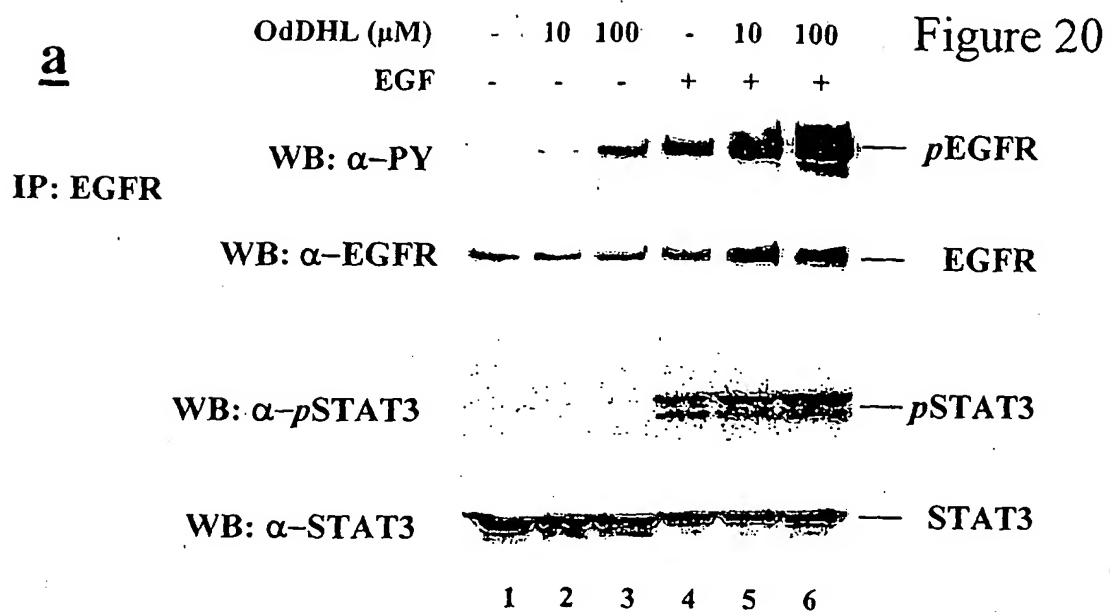 Figure 20
a
OdDHL (μM) - 10 100 - 10 100
EGF - - - + + +
WB: α–PY pEGFR
IP: EGFR
WB: α–EGFR EGFR
WB: α–pSTAT3 pSTAT3
WB: α–STAT3 STAT3
1 2 3 4 5 6